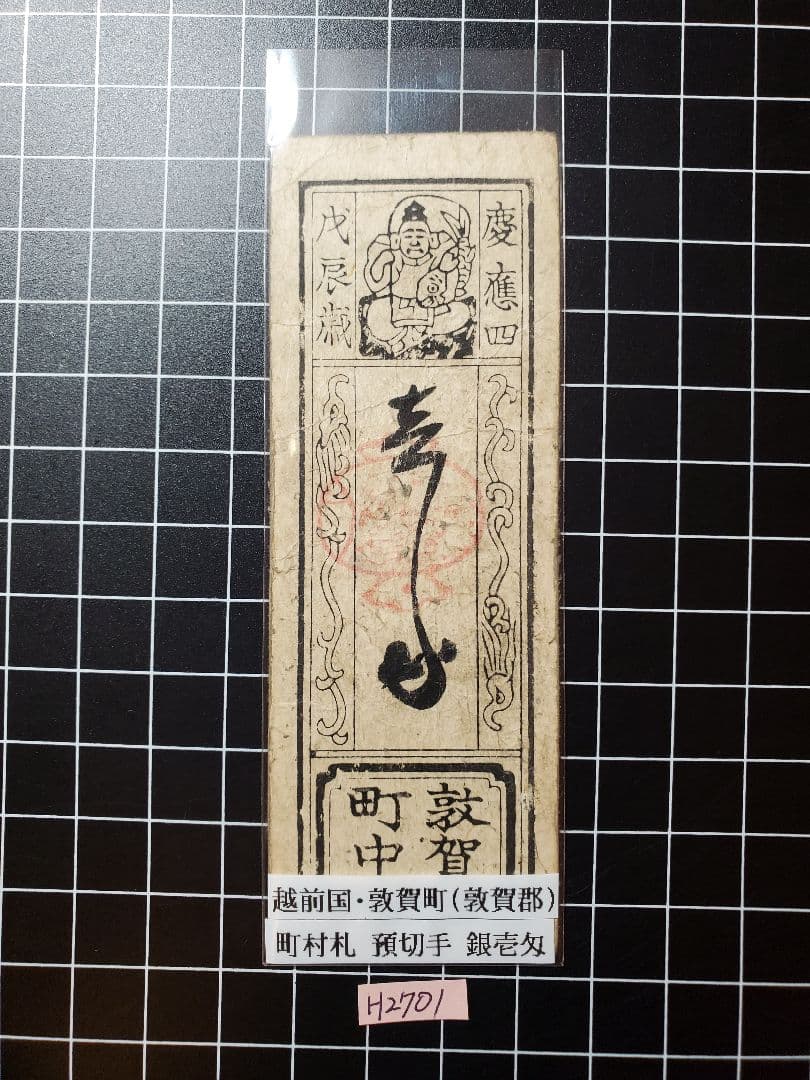 慶應四
戊辰歳
壱匁
敦賀
町中
越前国・敦賀町(敦賀郡)
町村札 預切手 銀壱匁
H2701